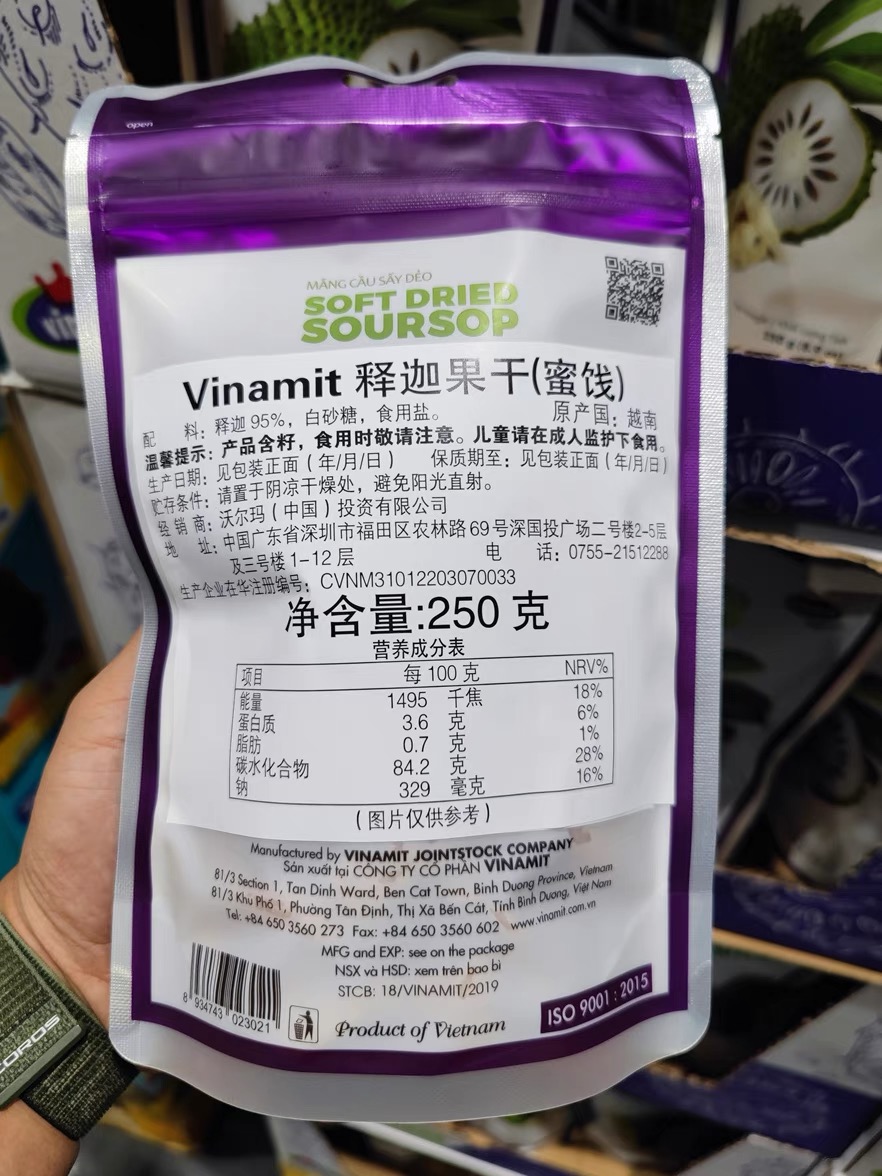 open
MÃNG CẦU SẤY DẺO
SOFT DRIED
SOURSOP
Vinamit 释迦果干(蜜饯)
配 料：释迦 95%，白砂糖，食用盐。 原产国：越南
温馨提示：产品含籽，食用时敬请注意。儿童请在成人监护下食用。
生产日期：见包装正面（年/月/日） 保质期至：见包装正面（年/月/日）
贮存条件：请置于阴凉干燥处，避免阳光直射。
经 销 商：沃尔玛（中国）投资有限公司
地 址：中国广东省深圳市福田区农林路 69 号深国投广场二号楼2-5层
及三号楼 1-12 层 电 话：0755-21512288
生产企业在华注册编号：CVNM31012203070033
净含量:250 克
营养成分表
项目 每 100 克 NRV%
能量 1495 千焦 18%
蛋白质 3.6 克 6%
脂肪 0.7 克 1%
碳水化合物 84.2 克 28%
钠 329 毫克 16%
（图片仅供参考）
Manufactured by VINAMIT JOINTSTOCK COMPANY
Sản xuất tại CÔNG TY CỔ PHẦN VINAMIT
81/3 Section 1, Tan Dinh Ward, Ben Cat Town, Binh Duong Province, Vietnam
81/3 Khu Phố 1, Phường Tân Định, Thị Xã Bến Cát, Tỉnh Bình Dương, Việt Nam
Tel: +84 650 3560 273 Fax: +84 650 3560 602 www.vinamit.com.vn
MFG and EXP: see on the package
NSX và HSD: xem trên bao bì
STCB: 18/VINAMIT/2019
8 934743 023021
Product of Vietnam
ISO 9001 : 2015
COROS